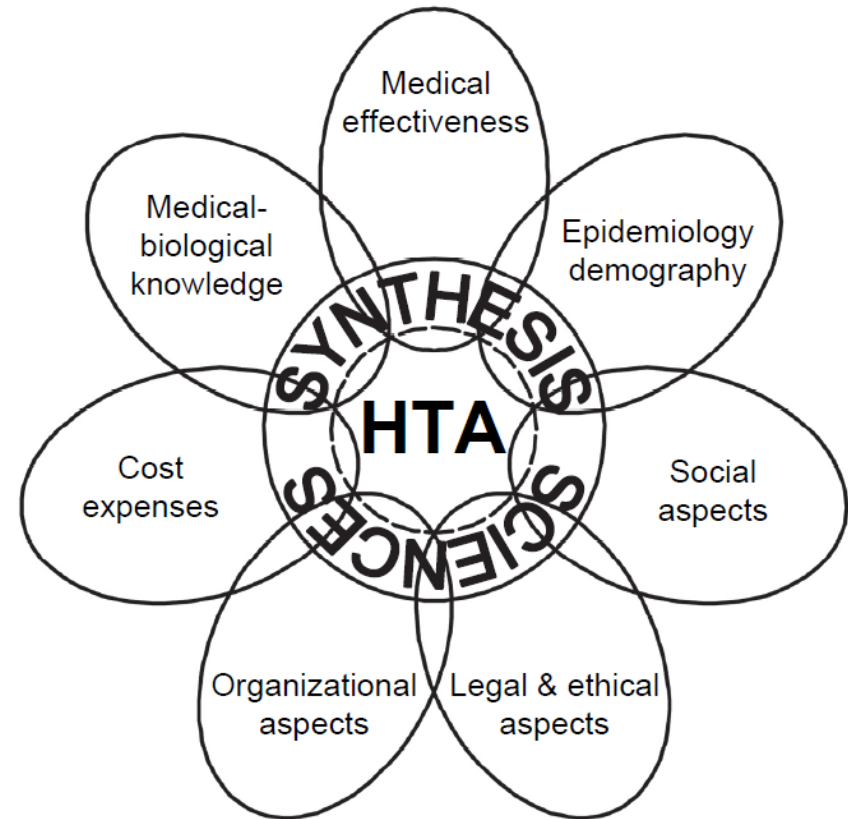 Medical
effectiveness
Medical-
biological
knowledge
Epidemiology
demography
SYNTHESIS
HTA
SCIENCES
Cost
expenses
Social
aspects
Organizational
aspects
Legal & ethical
aspects